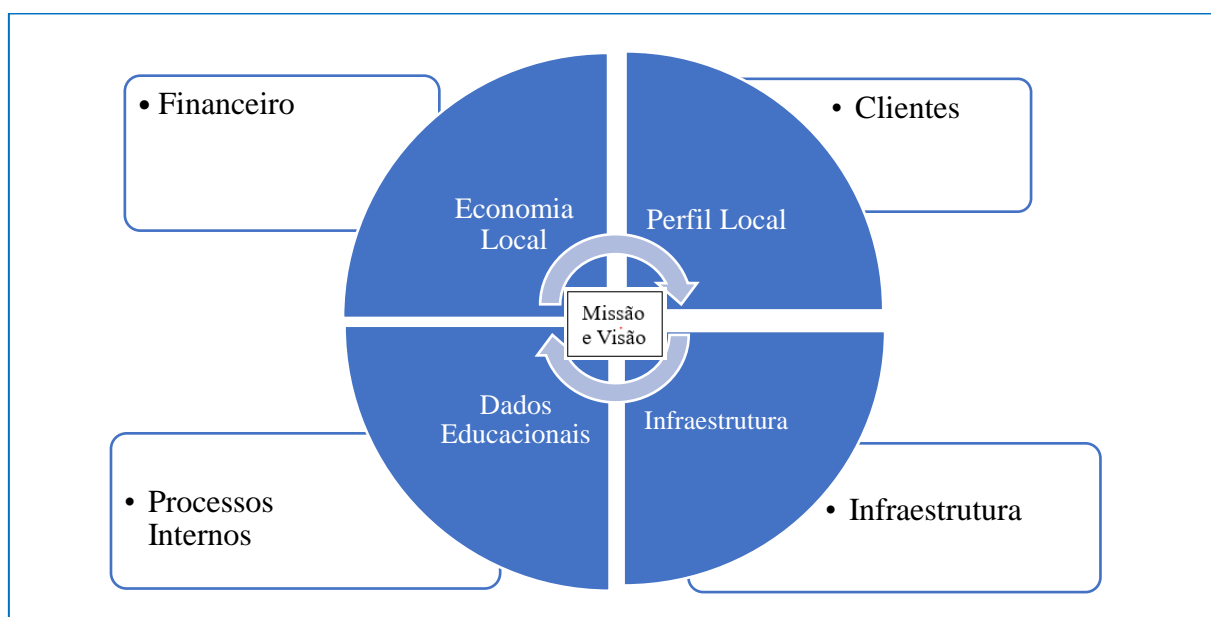 • Financeiro
• Clientes
Economia
Local
Perfil Local
Missão
e Visão
Dados
Educacionais
Infraestrutura
• Processos
Internos
• Infraestrutura